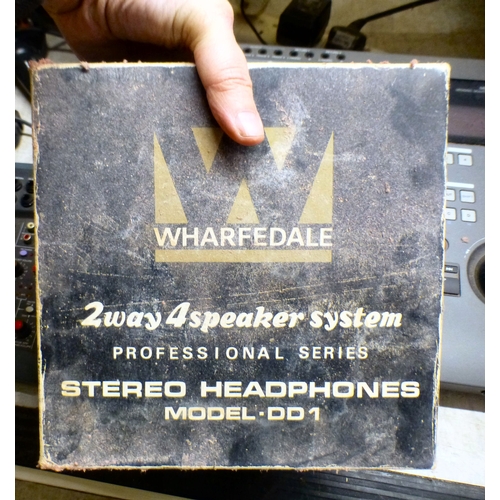 WHARFEDALE
2way 4speaker system
PROFESSIONAL SERIES
STEREO HEADPHONES
MODEL·DD1